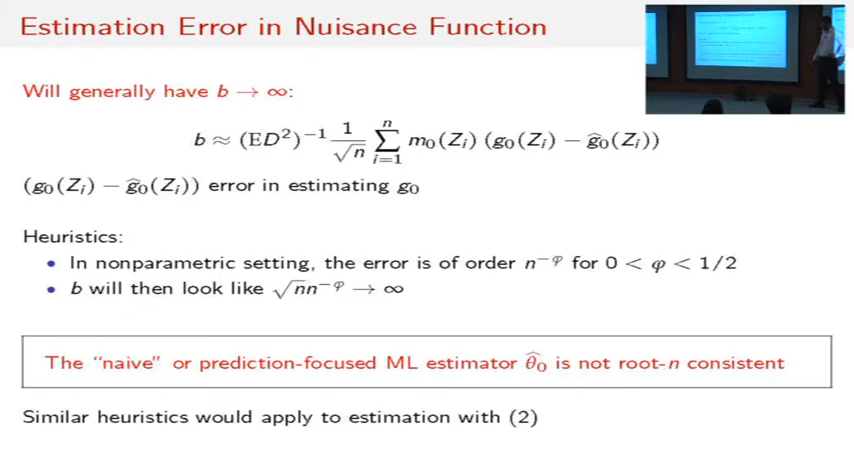 Estimation Error in Nuisance Function
Will generally have b → ∞:
b ≈ (ED²)⁻¹ 1/√n ∑ᵢ₌₁ⁿ m₀(Zᵢ) (g₀(Zᵢ) − ĝ₀(Zᵢ))
(g₀(Zᵢ) − ĝ₀(Zᵢ)) error in estimating g₀
Heuristics:
• In nonparametric setting, the error is of order n⁻ᵠ for 0 < φ < 1/2
• b will then look like √nn⁻ᵠ → ∞
The “naive” or prediction-focused ML estimator θ̂₀ is not root-n consistent
Similar heuristics would apply to estimation with (2)